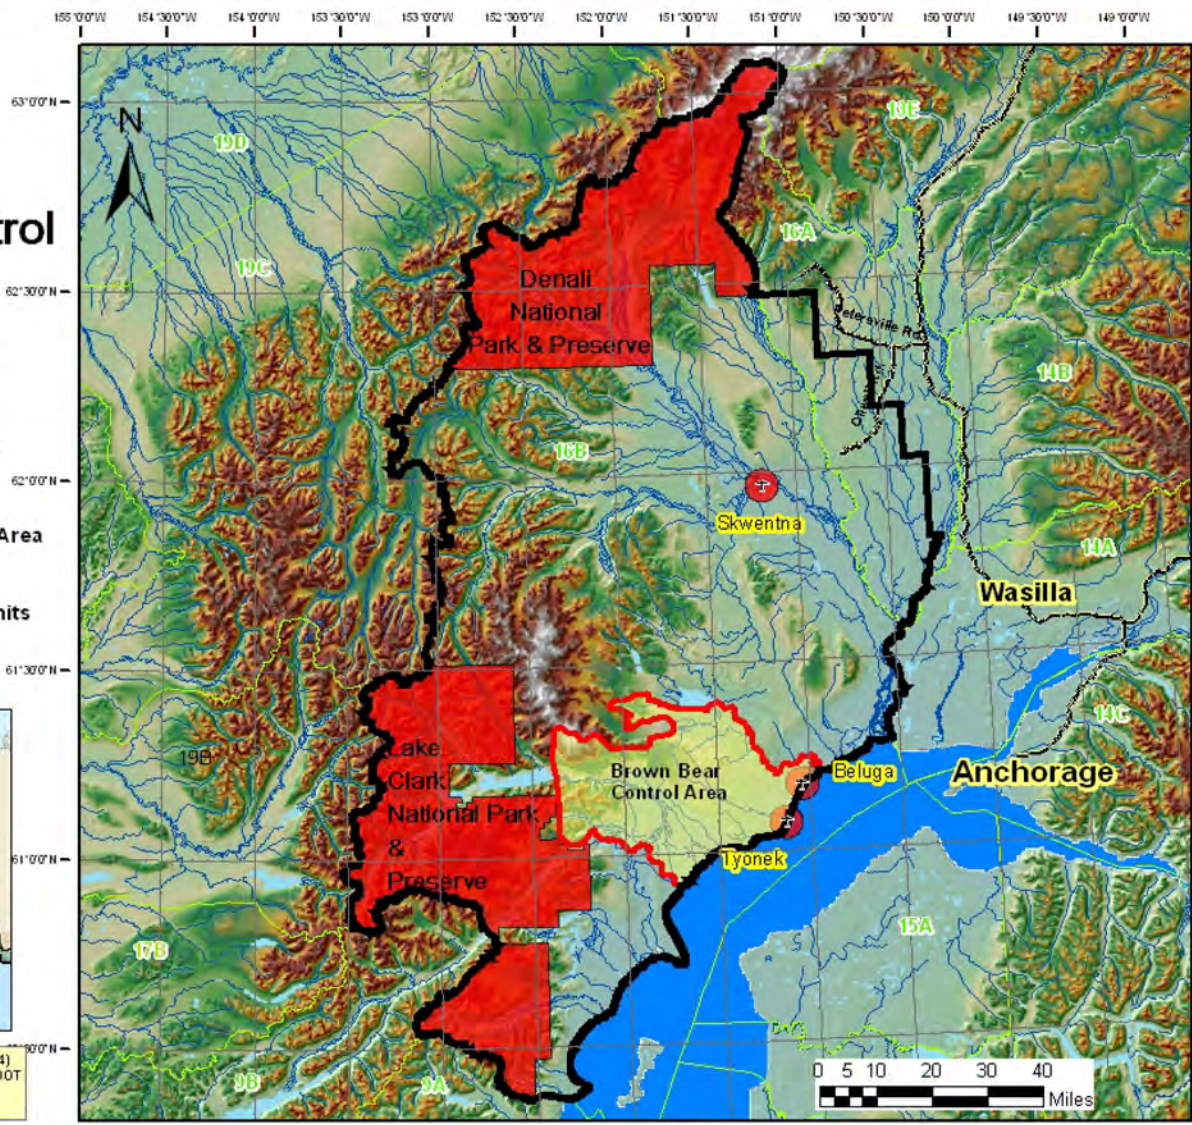 155°0'0"W 154°30'0"W 154°0'0"W 153°30'0"W 153°0'0"W 152°30'0"W 152°0'0"W 151°30'0"W 151°0'0"W 150°30'0"W 150°0'0"W 149°30'0"W 149°0'0"W
63°0'0"N
N
19D
13E
rol
16A
19C
62°30'0"N
Denali
National
Park & Preserve
Petersville Rd
14B
16B
62°0'0"N
Skwentna
Area
14A
Wasilla
nits
61°30'0"N
14C
19B
Lake
Clark
National Park
&
Preserve
Brown Bear
Control Area
Beluga
Anchorage
61°0'0"N
Tyonek
15A
17B
4)
DOT
9B
9A
0 5 10 20 30 40
Miles